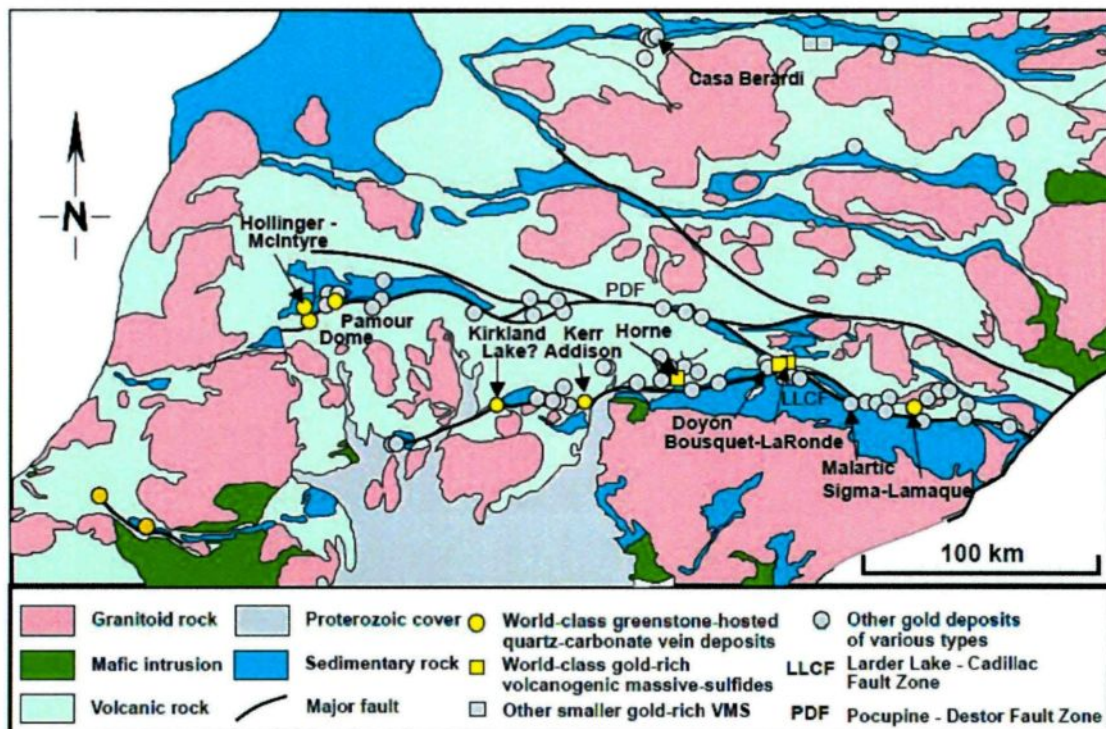 Casa Berardi
N
Hollinger -
McIntyre
PDF
Pamour
Dome
Kirkland
Lake?
Kerr
Addison
Horne
LLCF
Doyon
Bousquet-LaRonde
Malartic
Sigma-Lamaque
100 km
Granitoid rock
Mafic intrusion
Volcanic rock
Proterozoic cover
Sedimentary rock
Major fault
World-class greenstone-hosted
quartz-carbonate vein deposits
World-class gold-rich
volcanogenic massive-sulfides
Other smaller gold-rich VMS
Other gold deposits
of various types
LLCF Larder Lake - Cadillac
Fault Zone
PDF Pocupine - Destor Fault Zone